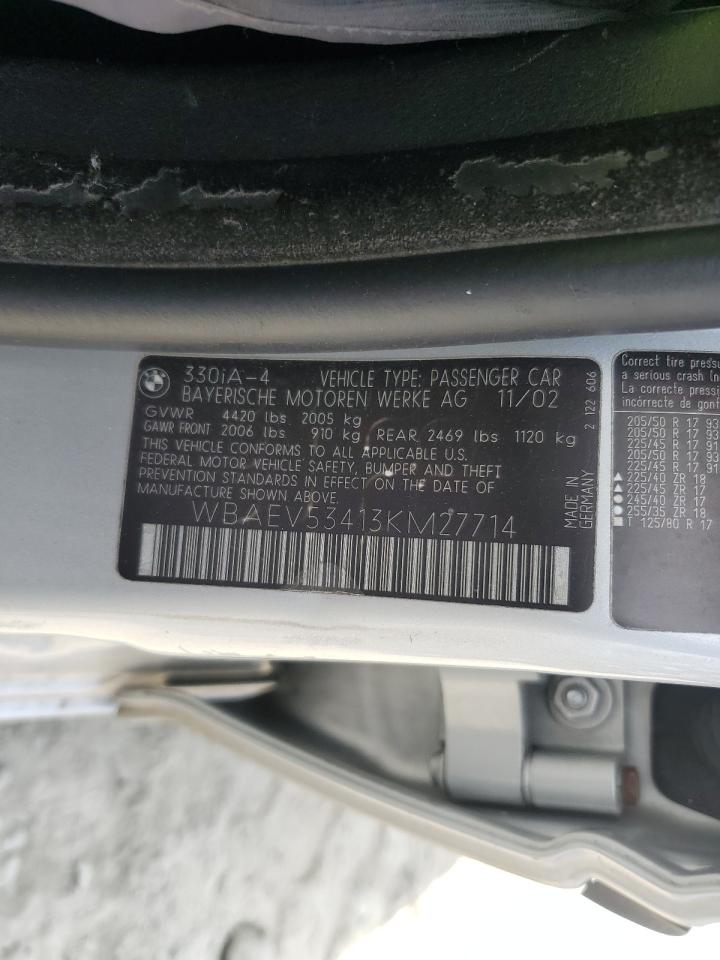 330iA-4 VEHICLE TYPE: PASSENGER CAR
BAYERISCHE MOTOREN WERKE AG 11/02
GVWR 4420 lbs 2005 kg
GAWR FRONT 2006 lbs 910 kg REAR 2469 lbs 1120 kg
THIS VEHICLE CONFORMS TO ALL APPLICABLE U.S.
FEDERAL MOTOR VEHICLE SAFETY, BUMPER AND THEFT
PREVENTION STANDARDS IN EFFECT ON THE DATE OF
MANUFACTURE SHOWN ABOVE.
WBAEV53413KM27714
2 122 606
MADE IN
GERMANY
Correct tire pressu
a serious crash (n
La correcte pressi
incorrecte de gonf
205/50 R 17 93
205/50 R 17 93
225/45 R 17 91
205/50 R 17 93
225/45 R 17 91
▲ 225/40 ZR 18
▲ 225/45 ZR 17
● 245/40 ZR 17
● 255/35 ZR 18
■ T 125/80 R 17